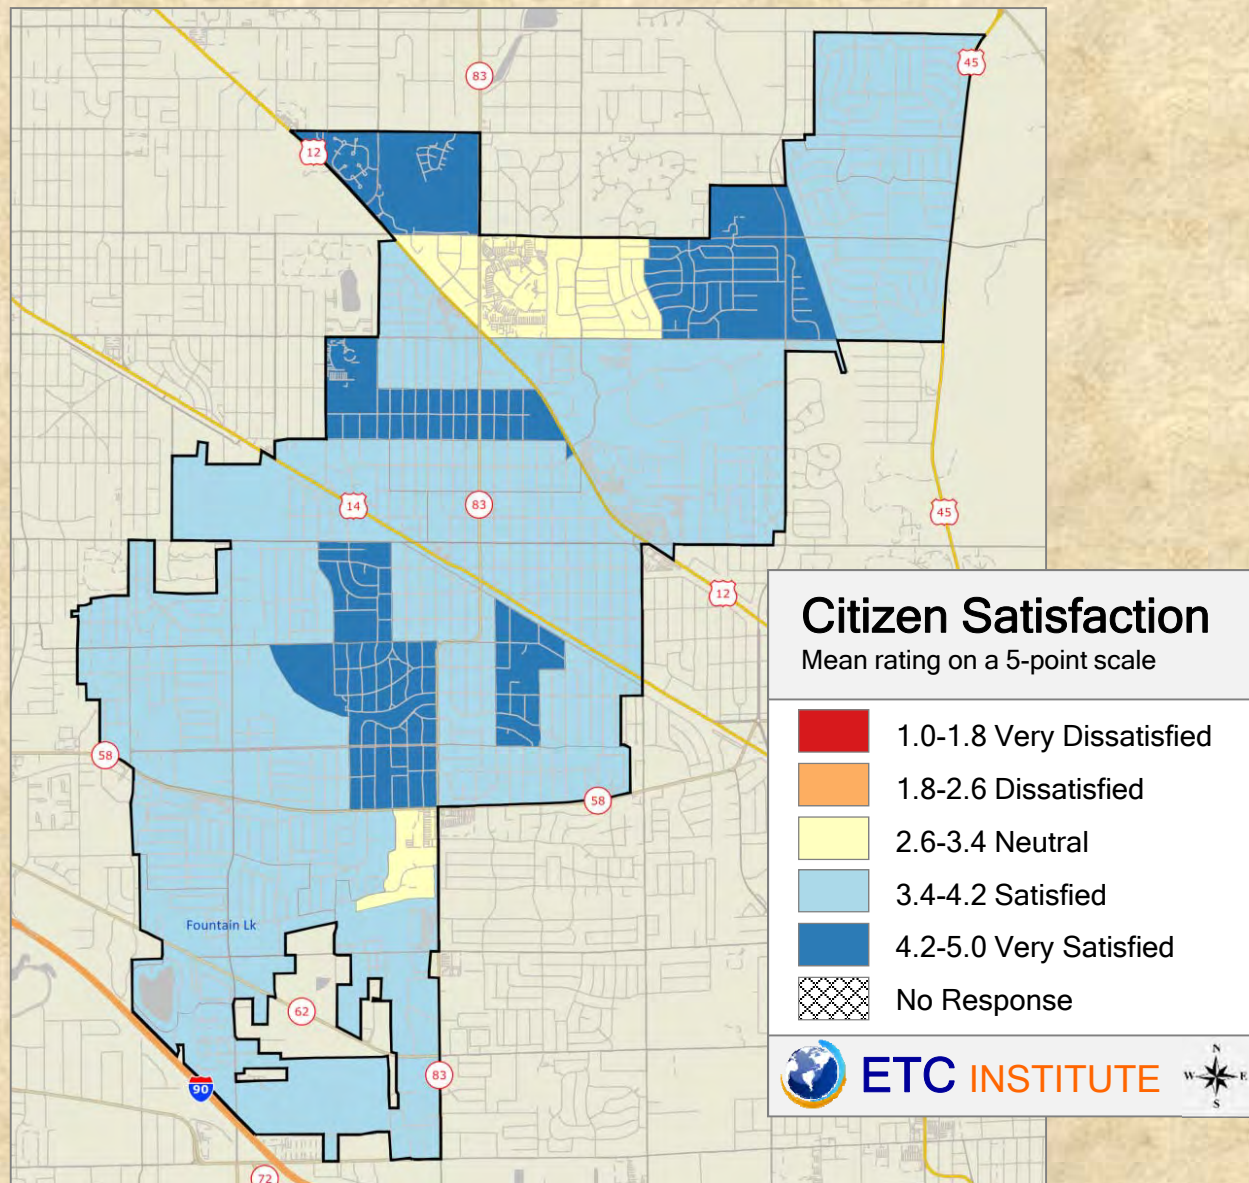 83
45
12
14
83
45
12
58
58
Fountain Lk
62
90
83
72
Citizen Satisfaction
Mean rating on a 5-point scale
1.0-1.8 Very Dissatisfied
1.8-2.6 Dissatisfied
2.6-3.4 Neutral
3.4-4.2 Satisfied
4.2-5.0 Very Satisfied
No Response
ETC INSTITUTE
N
W E
S